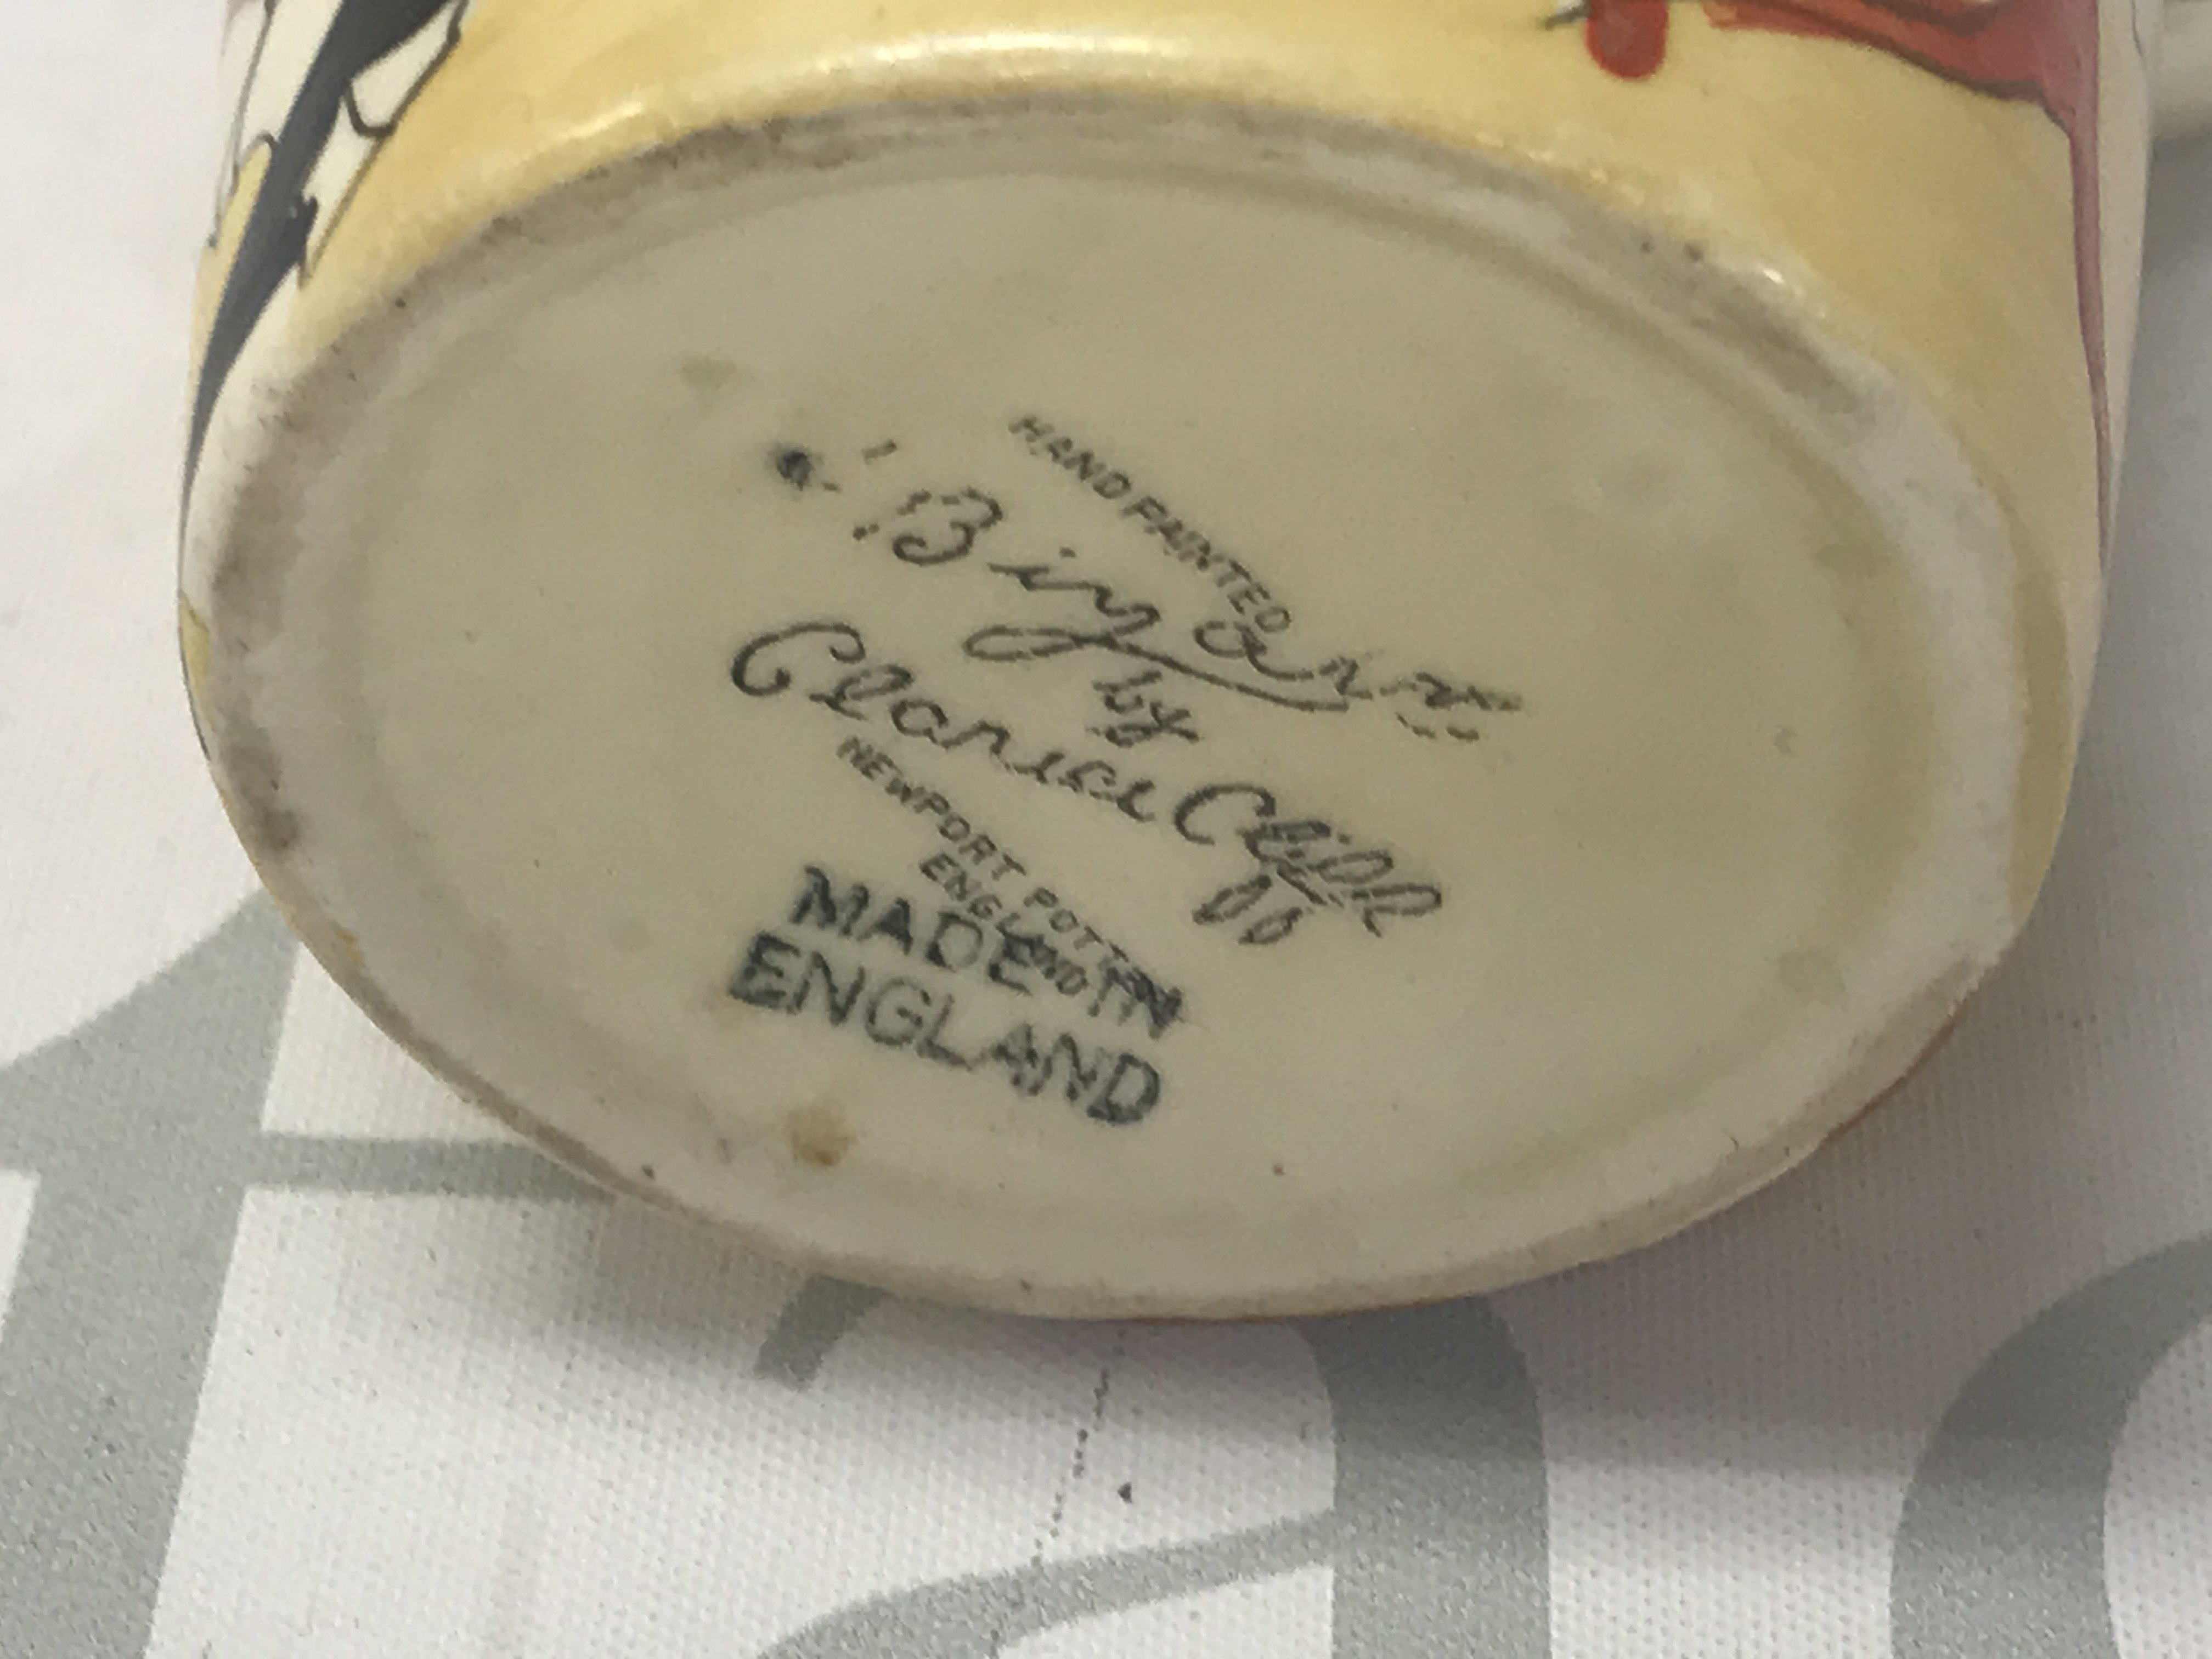 HAND PAINTED
Bizarre
by
Clarice Cliff
NEWPORT POTTERY
ENGLAND
MADE IN
ENGLAND